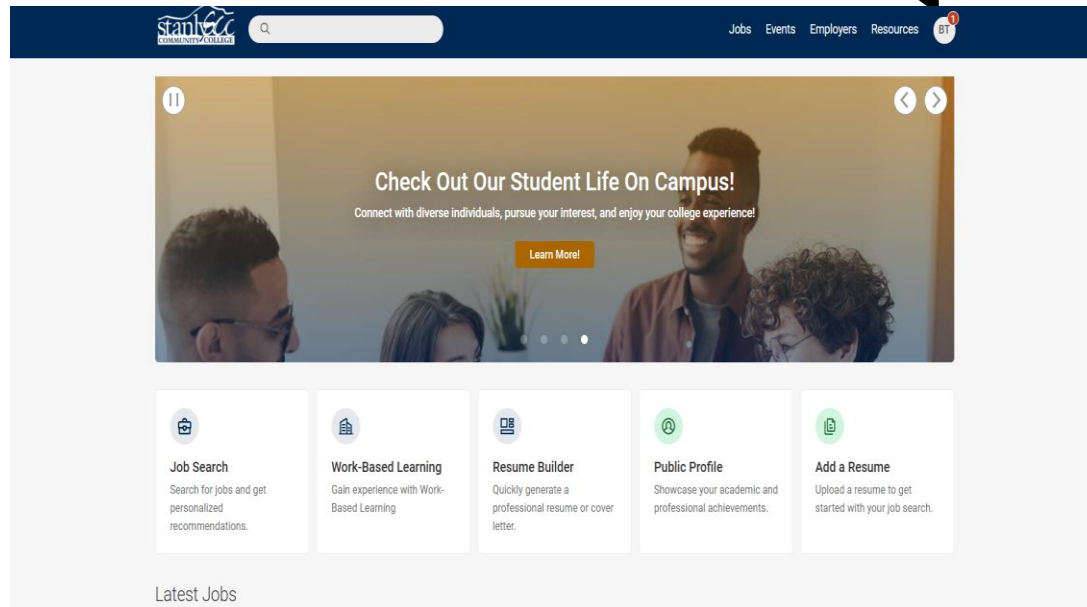 stanlyCC
COMMUNITY COLLEGE
Jobs Events Employers Resources BT 1
Check Out Our Student Life On Campus!
Connect with diverse individuals, pursue your interest, and enjoy your college experience!
Learn More!
Job Search
Search for jobs and get
personalized
recommendations.
Work-Based Learning
Gain experience with Work-
Based Learning
Resume Builder
Quickly generate a
professional resume or cover
letter.
Public Profile
Showcase your academic and
professional achievements.
Add a Resume
Upload a resume to get
started with your job search.
Latest Jobs